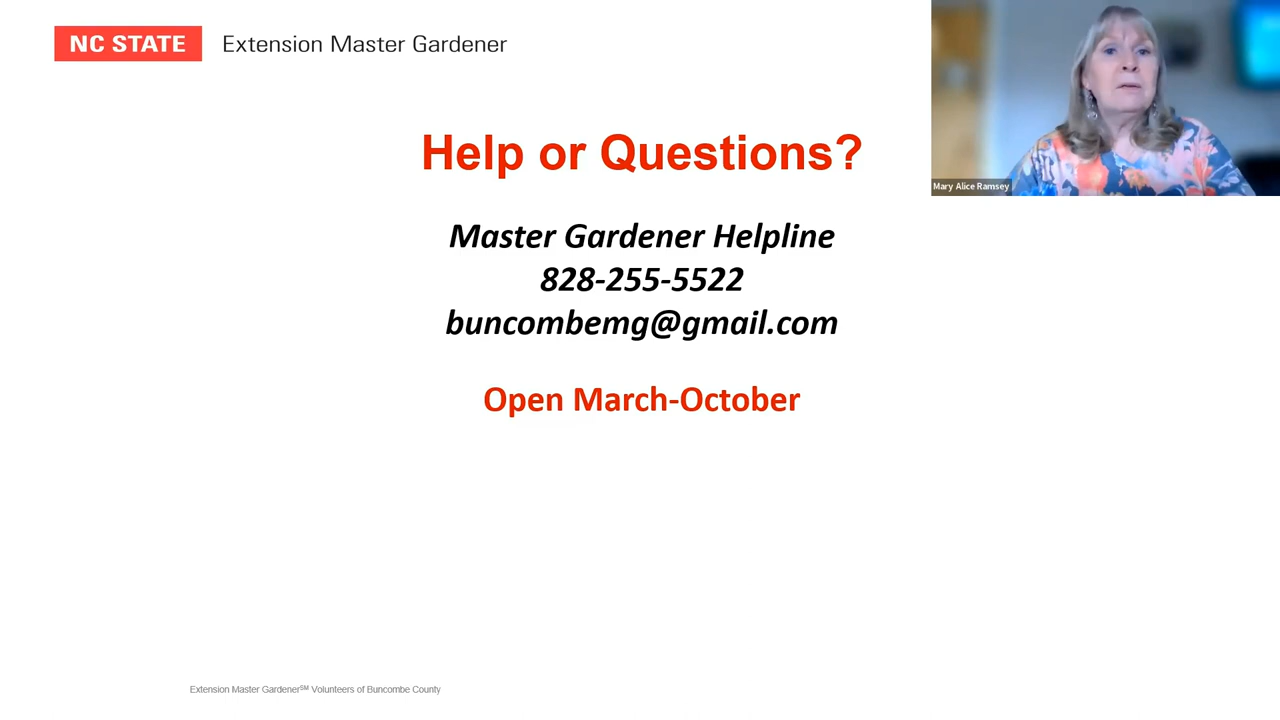 NC STATE Extension Master Gardener
Help or Questions?
Mary Alice Ramsey
Master Gardener Helpline
828-255-5522
buncombemg@gmail.com
Open March-October
Extension Master Gardener℠ Volunteers of Buncombe County